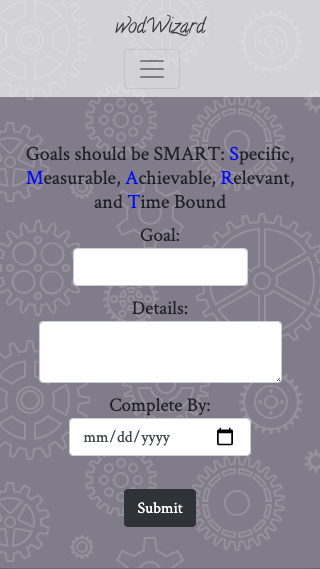 wodWizard
Goals should be SMART: Specific,
Measurable, Achievable, Relevant,
and Time Bound
Goal:
Details:
Complete By:
mm/dd/yyyy
Submit